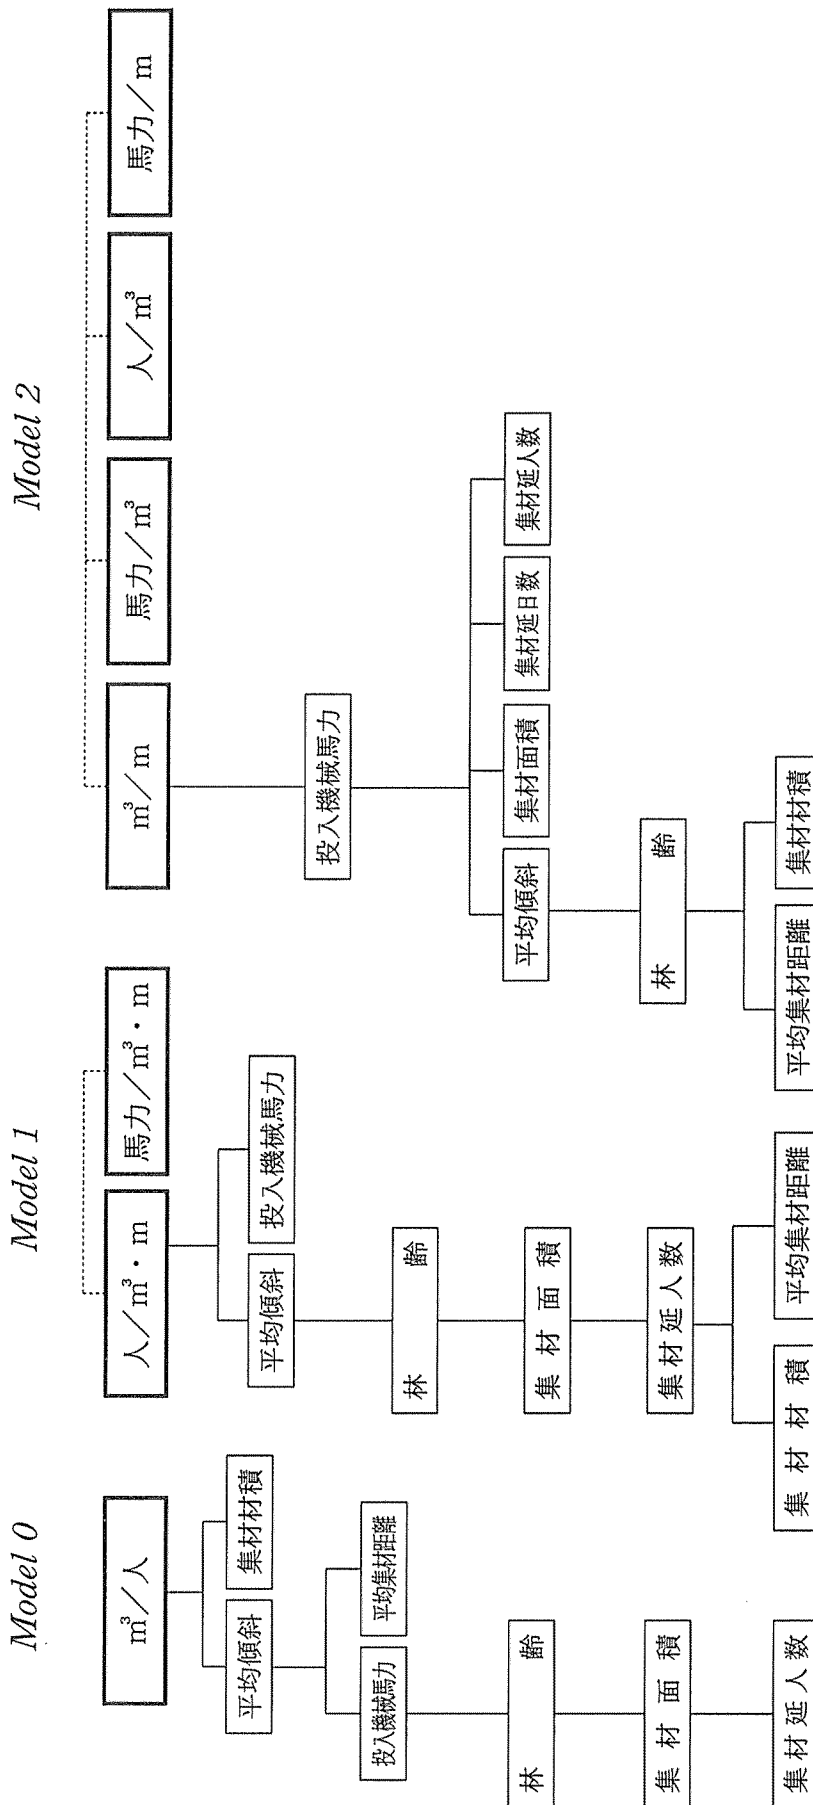 Model 0
m³／人
平均傾斜
集材材積
投入機械馬力
平均集材距離
林齢
集材面積
集材延人数
Model 1
人／m³・m
馬力／m³・m
平均傾斜
投入機械馬力
林齢
集材面積
集材延人数
集材材積
平均集材距離
Model 2
m³／m
馬力／m³
人／m³
馬力／m
投入機械馬力
平均傾斜
集材面積
集材延日数
集材延人数
林齢
平均集材距離
集材材積